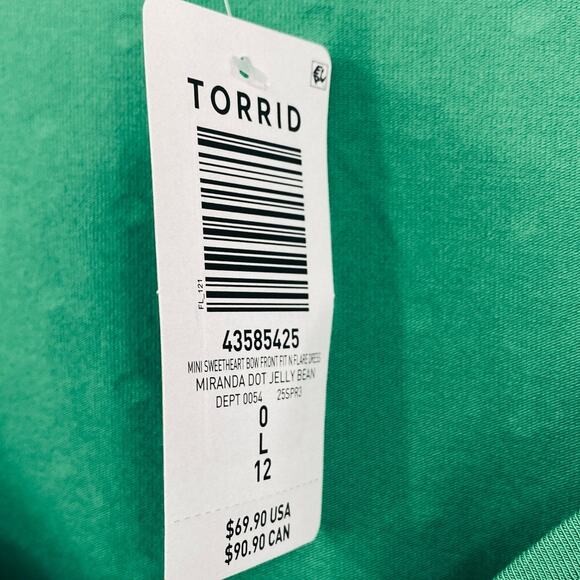 TORRID
FL_121
43585425
MINI SWEETHEART BOW FRONT FIT N FLARE DRESS
MIRANDA DOT JELLY BEAN
DEPT 0054 25SPR3
0
L
12
$69.90 USA
$90.90 CAN